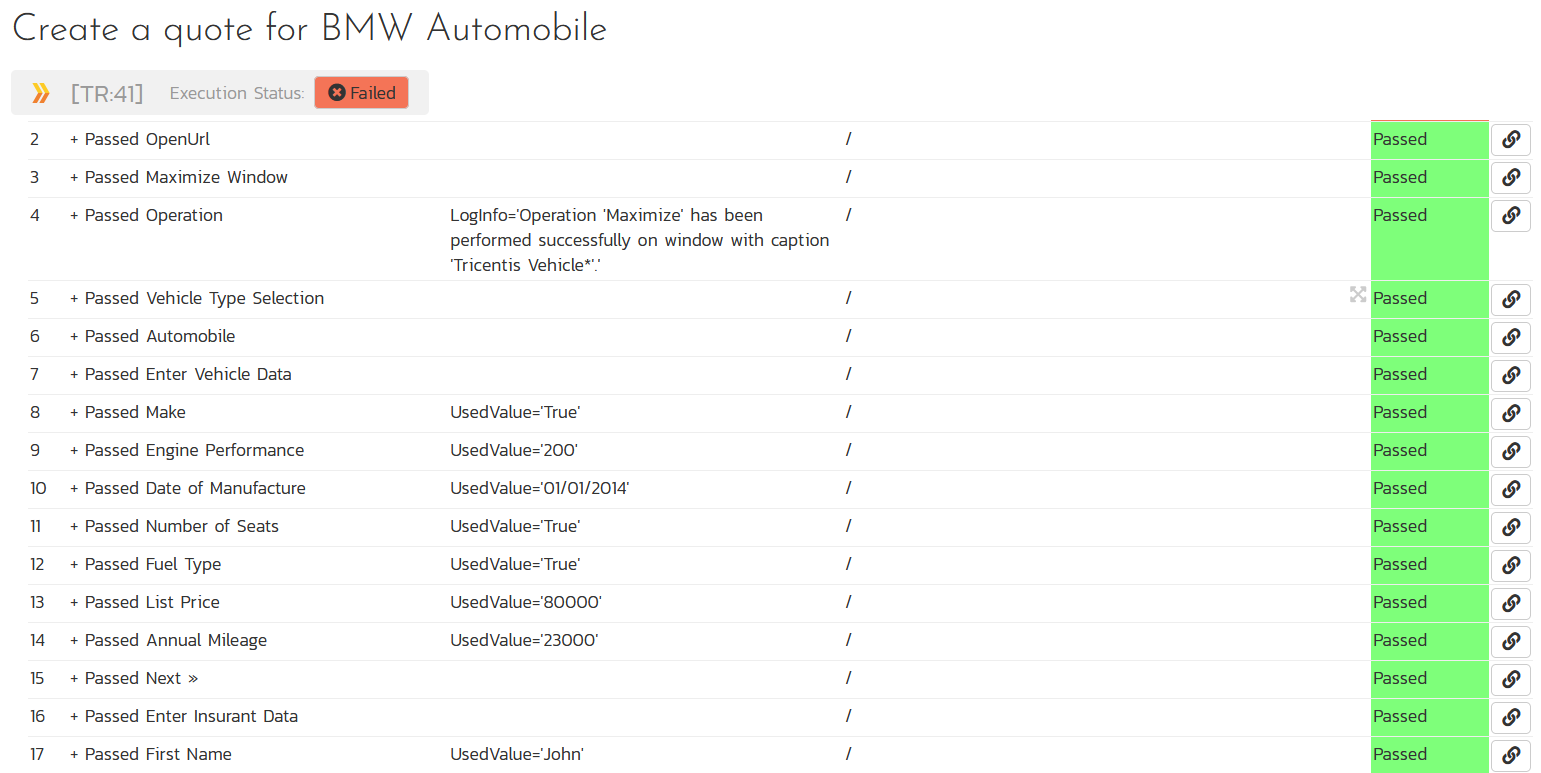 Create a quote for BMW Automobile
[TR:41] Execution Status: Failed
2 + Passed OpenUrl / Passed
3 + Passed Maximize Window / Passed
4 + Passed Operation LogInfo='Operation 'Maximize' has been / Passed
performed successfully on window with caption
'Tricentis Vehicle*'.'
5 + Passed Vehicle Type Selection / Passed
6 + Passed Automobile / Passed
7 + Passed Enter Vehicle Data / Passed
8 + Passed Make UsedValue='True' / Passed
9 + Passed Engine Performance UsedValue='200' / Passed
10 + Passed Date of Manufacture UsedValue='01/01/2014' / Passed
11 + Passed Number of Seats UsedValue='True' / Passed
12 + Passed Fuel Type UsedValue='True' / Passed
13 + Passed List Price UsedValue='80000' / Passed
14 + Passed Annual Mileage UsedValue='23000' / Passed
15 + Passed Next » / Passed
16 + Passed Enter Insurant Data / Passed
17 + Passed First Name UsedValue='John' / Passed